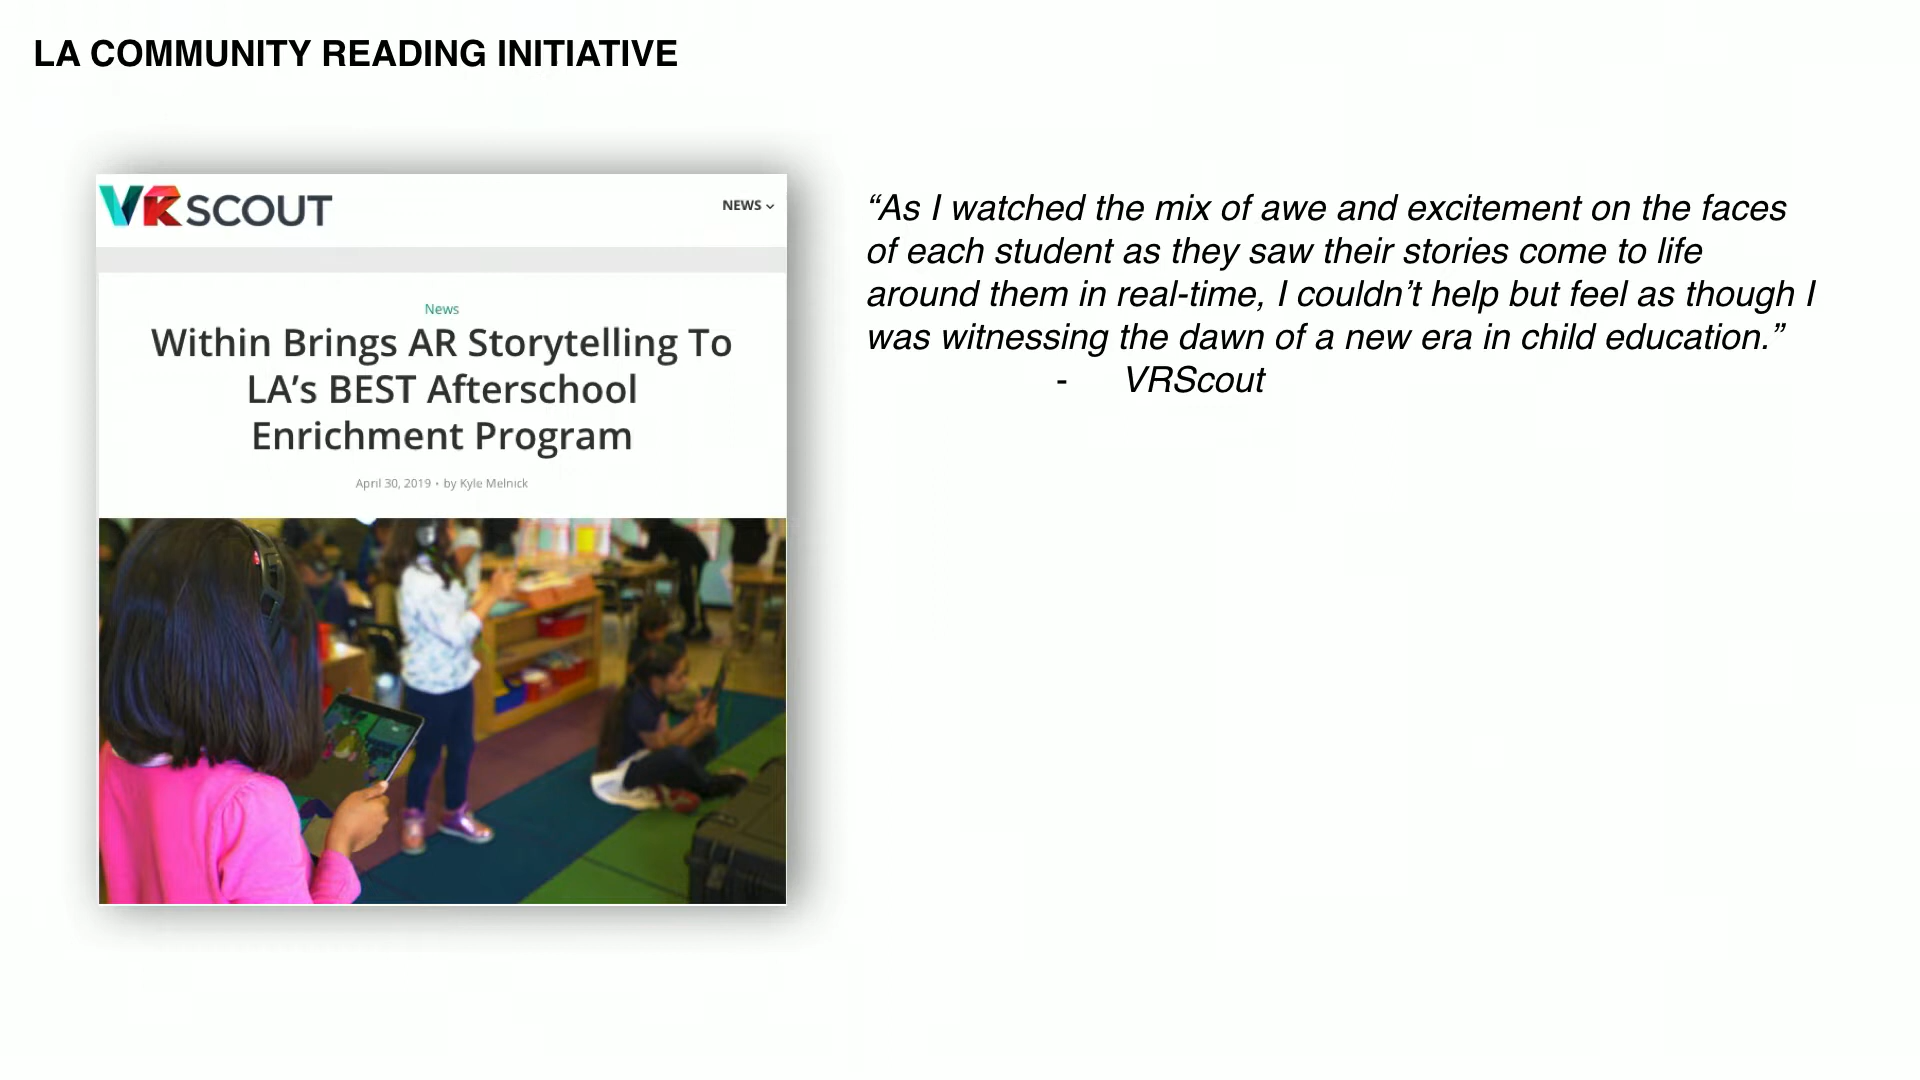 LA COMMUNITY READING INITIATIVE
VRSCOUT
NEWS
News
Within Brings AR Storytelling To
LA’s BEST Afterschool
Enrichment Program
April 30, 2019 • by Kyle Melnick
“As I watched the mix of awe and excitement on the faces
of each student as they saw their stories come to life
around them in real-time, I couldn’t help but feel as though I
was witnessing the dawn of a new era in child education.”
- VRScout